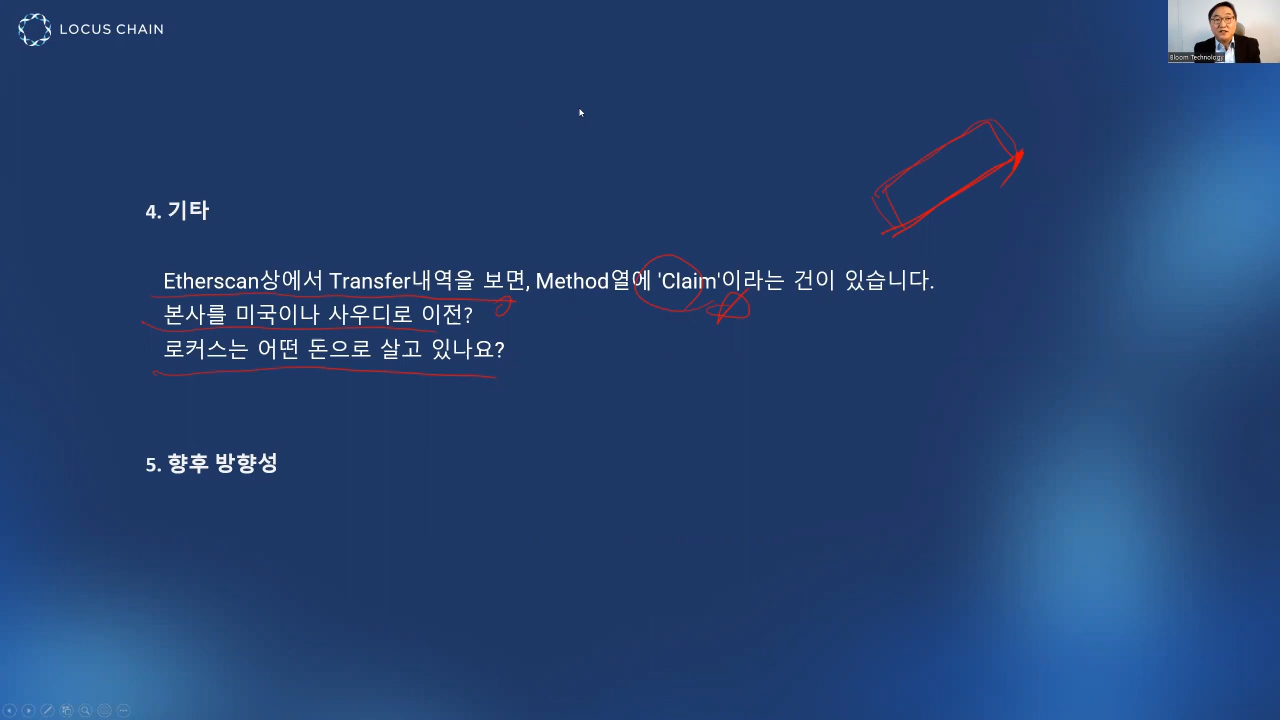 LOCUS CHAIN
Bloom Technology
4. 기타
Etherscan상에서 Transfer내역을 보면, Method열에 'Claim'이라는 건이 있습니다.
본사를 미국이나 사우디로 이전?
로커스는 어떤 돈으로 살고 있나요?
5. 향후 방향성